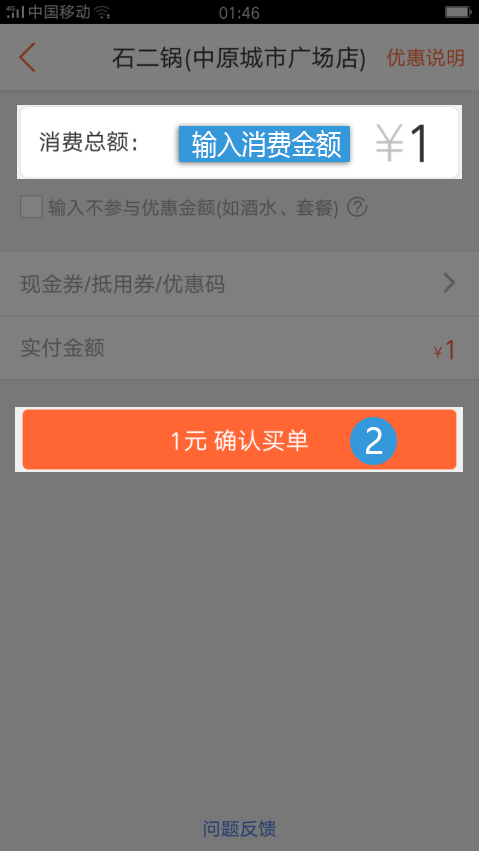 4G 中国移动 01:46
石二锅(中原城市广场店) 优惠说明
消费总额： 输入消费金额 ¥1
输入不参与优惠金额(如酒水、套餐) ?
现金券/抵用券/优惠码
实付金额 ¥1
1元 确认买单 2
问题反馈